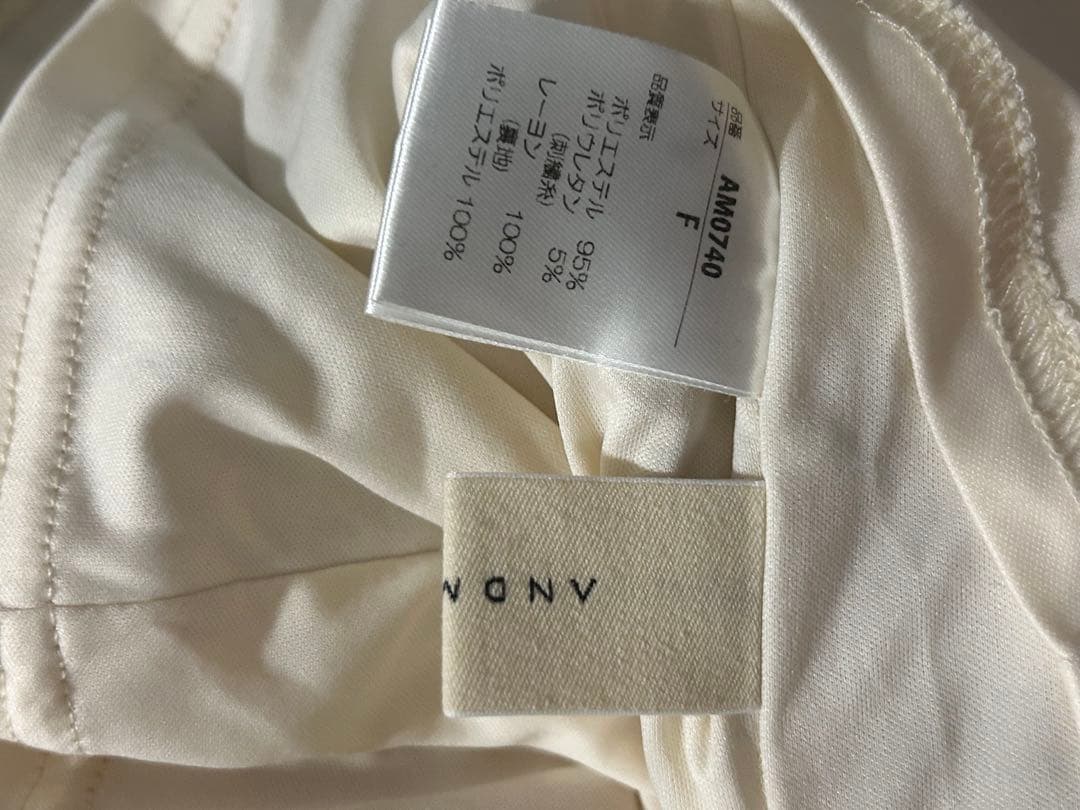 品番 AM0740
サイズ F
品質表示
ポリエステル 95%
ポリウレタン 5%
(刺繍糸)
レーヨン 100%
(裏地)
ポリエステル 100%
ΛND